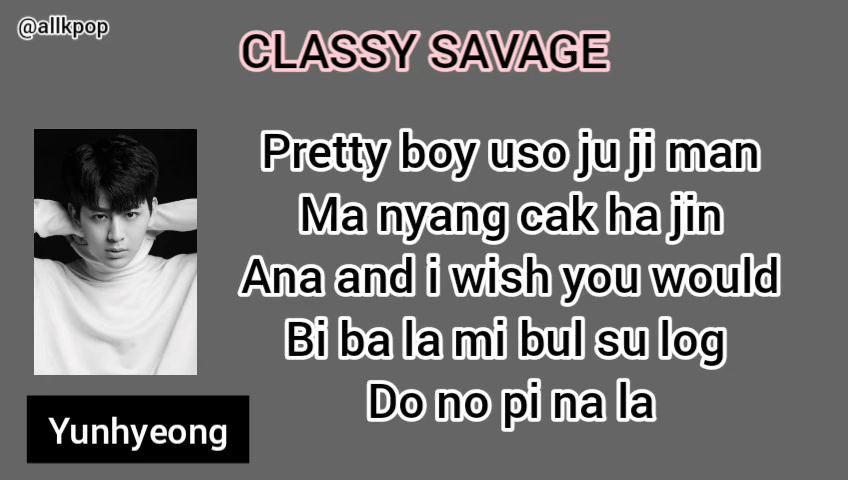 @allkpop
CLASSY SAVAGE
Pretty boy uso ju ji man
Ma nyang cak ha jin
Ana and i wish you would
Bi ba la mi bul su log
Do no pi na la
Yunhyeong